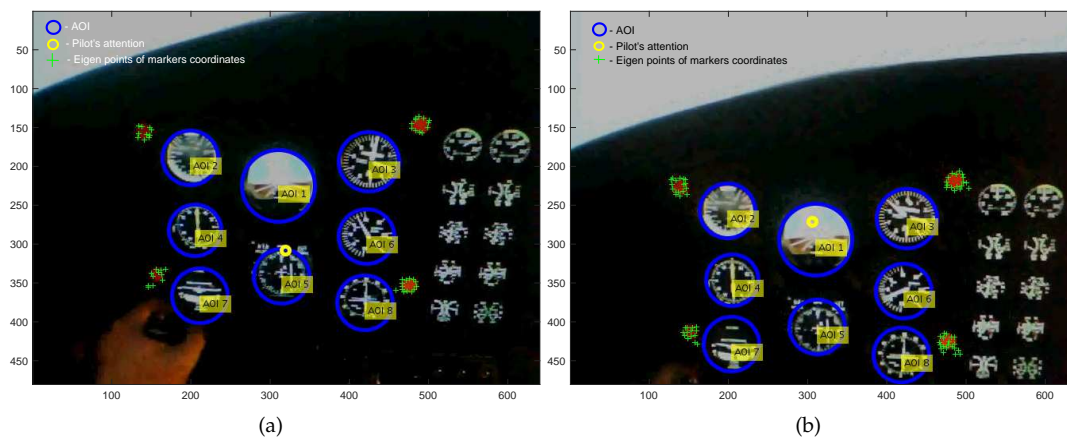 - AOI
- Pilot's attention
- Eigen points of markers coordinates
50
100
150
200
250
300
350
400
450
100
200
300
400
500
600
AOI 2
AOI 1
AOI 3
AOI 4
AOI 6
AOI 5
AOI 7
AOI 8
(a)
- AOI
- Pilot's attention
- Eigen points of markers coordinates
50
100
150
200
250
300
350
400
450
100
200
300
400
500
600
AOI 2
AOI 1
AOI 3
AOI 4
AOI 6
AOI 5
AOI 7
AOI 8
(b)